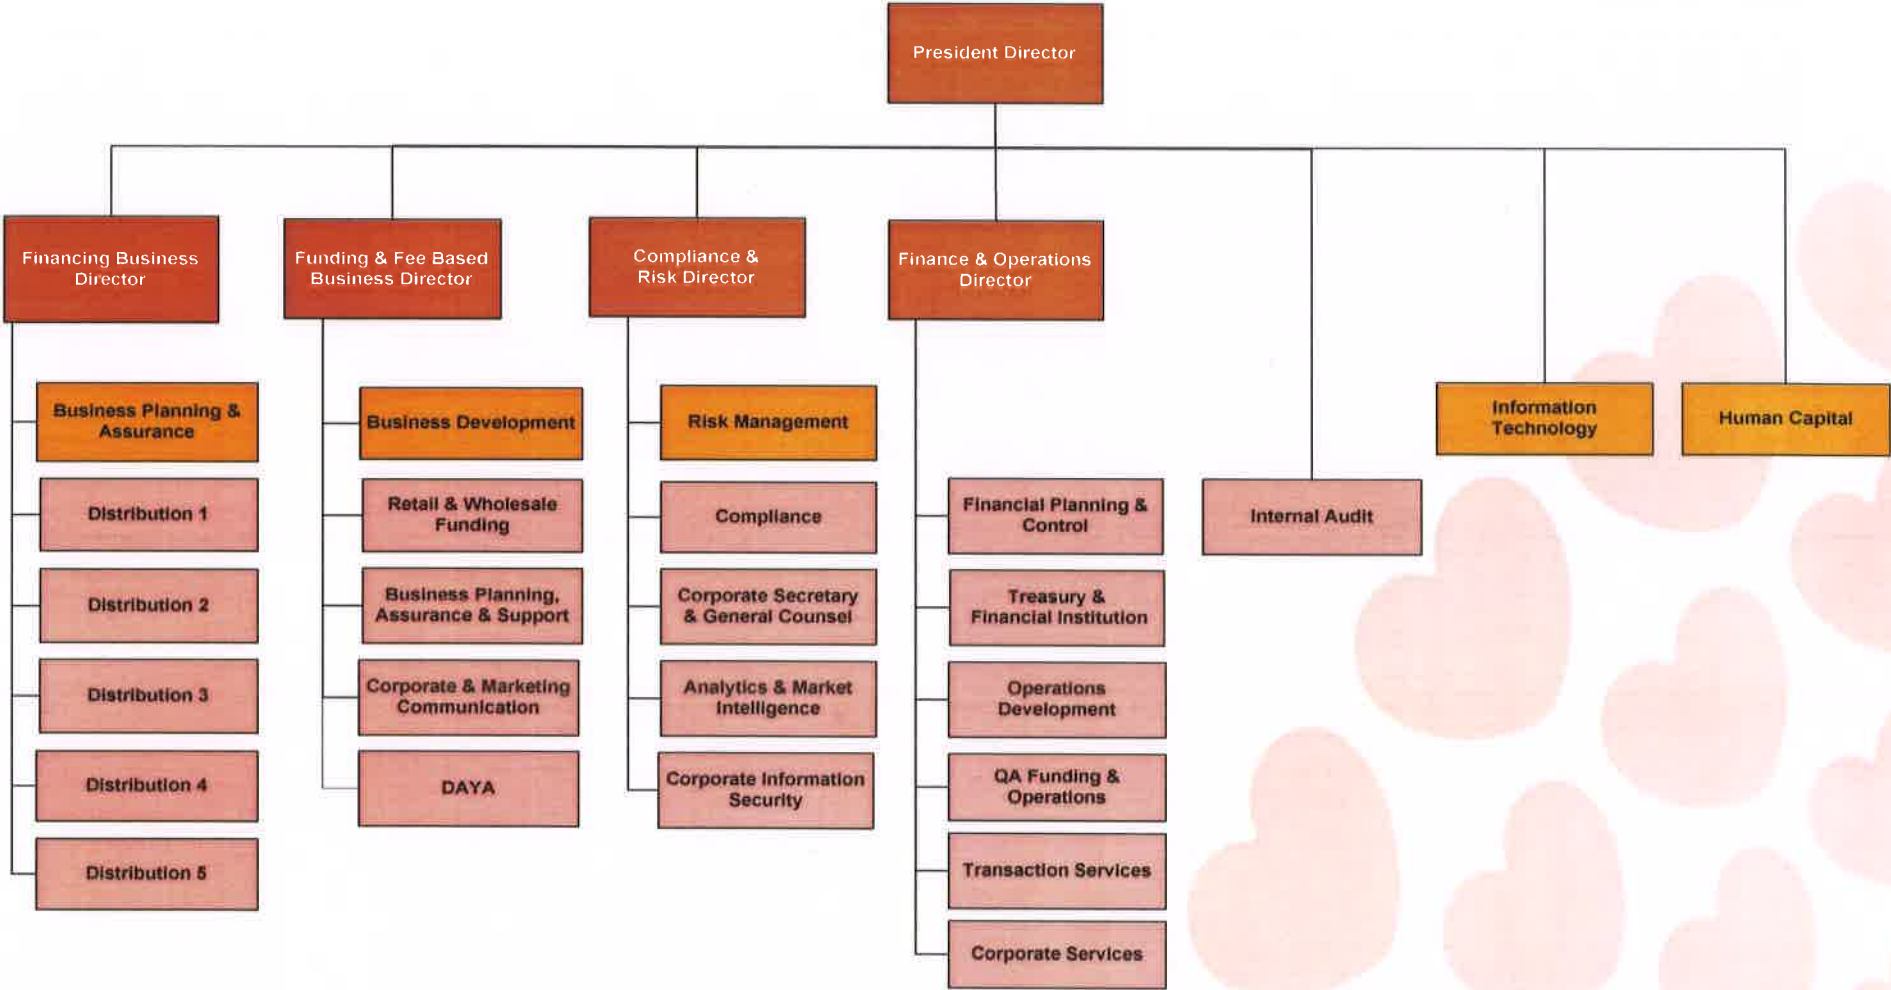 President Director
Financing Business
Director
Funding & Fee Based
Business Director
Compliance &
Risk Director
Finance & Operations
Director
Business Planning &
Assurance
Distribution 1
Distribution 2
Distribution 3
Distribution 4
Distribution 5
Business Development
Retail & Wholesale
Funding
Business Planning,
Assurance & Support
Corporate & Marketing
Communication
DAYA
Risk Management
Compliance
Corporate Secretary
& General Counsel
Analytics & Market
Intelligence
Corporate Information
Security
Financial Planning &
Control
Treasury &
Financial Institution
Operations
Development
QA Funding &
Operations
Transaction Services
Corporate Services
Internal Audit
Information
Technology
Human Capital